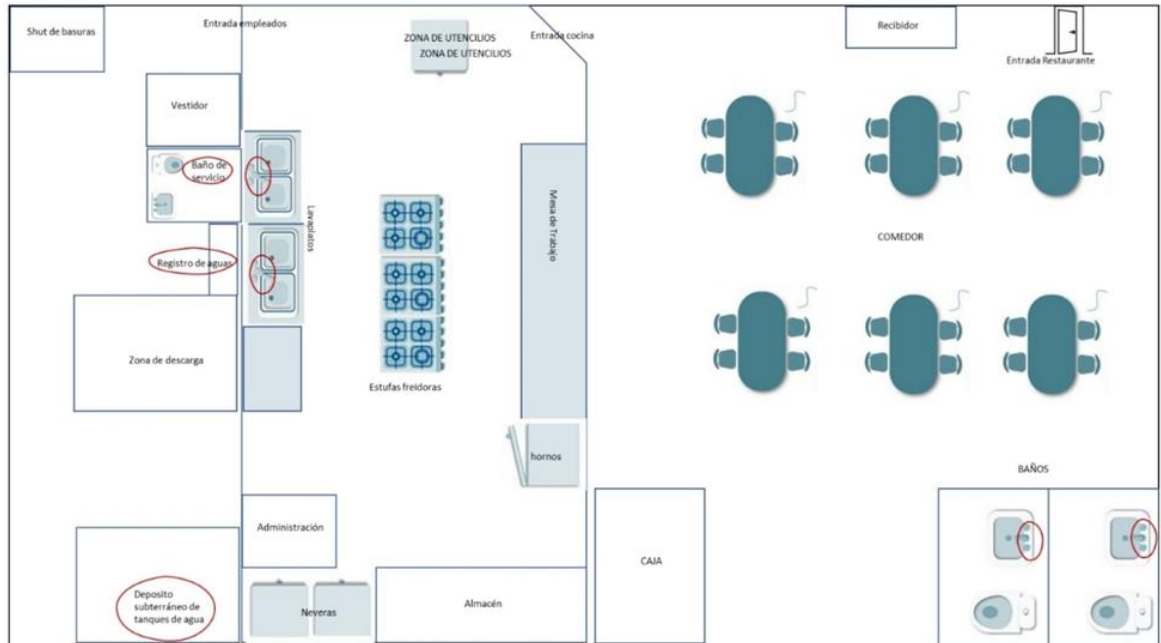 Shut de basuras
Entrada empleados
ZONA DE UTENCILIOS
ZONA DE UTENCILIOS
Entrada cocina
Recibidor
Entrada Restaurante
Vestidor
Baño de
servicio
Lavaplatos
Mesa de Trabajo
Registro de aguas
COMEDOR
Zona de descarga
Estufas freidoras
hornos
BAÑOS
Administración
CAJA
Deposito
subterráneo de
tanques de agua
Neveras
Almacén